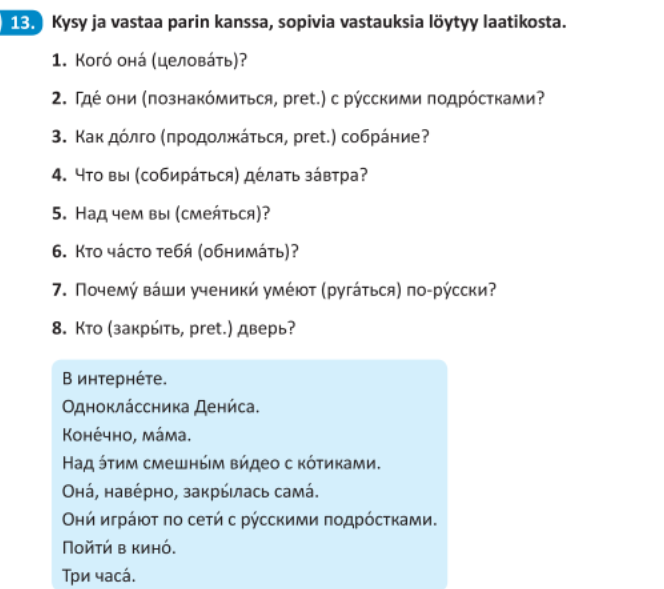 13. Kysy ja vastaa parin kanssa, sopivia vastauksia löytyy laatikosta.
1. Кого́ она́ (целова́ть)?
2. Где́ они (познако́миться, pret.) с ру́сскими подро́стками?
3. Как до́лго (продолжа́ться, pret.) собра́ние?
4. Что вы (собира́ться) де́лать за́втра?
5. Над чем вы (смея́ться)?
6. Кто ча́сто тебя́ (обнима́ть)?
7. Почему́ ва́ши ученики́ уме́ют (руга́ться) по-ру́сски?
8. Кто (закры́ть, pret.) дверь?
В интерне́те.
Однокла́ссника Дени́са.
Коне́чно, ма́ма.
Над э́тим смешны́м ви́део с ко́тиками.
Она́, наве́рно, закры́лась сама́.
Они́ игра́ют по сети́ с ру́сскими подро́стками.
Пойти́ в кино́.
Три часа́.